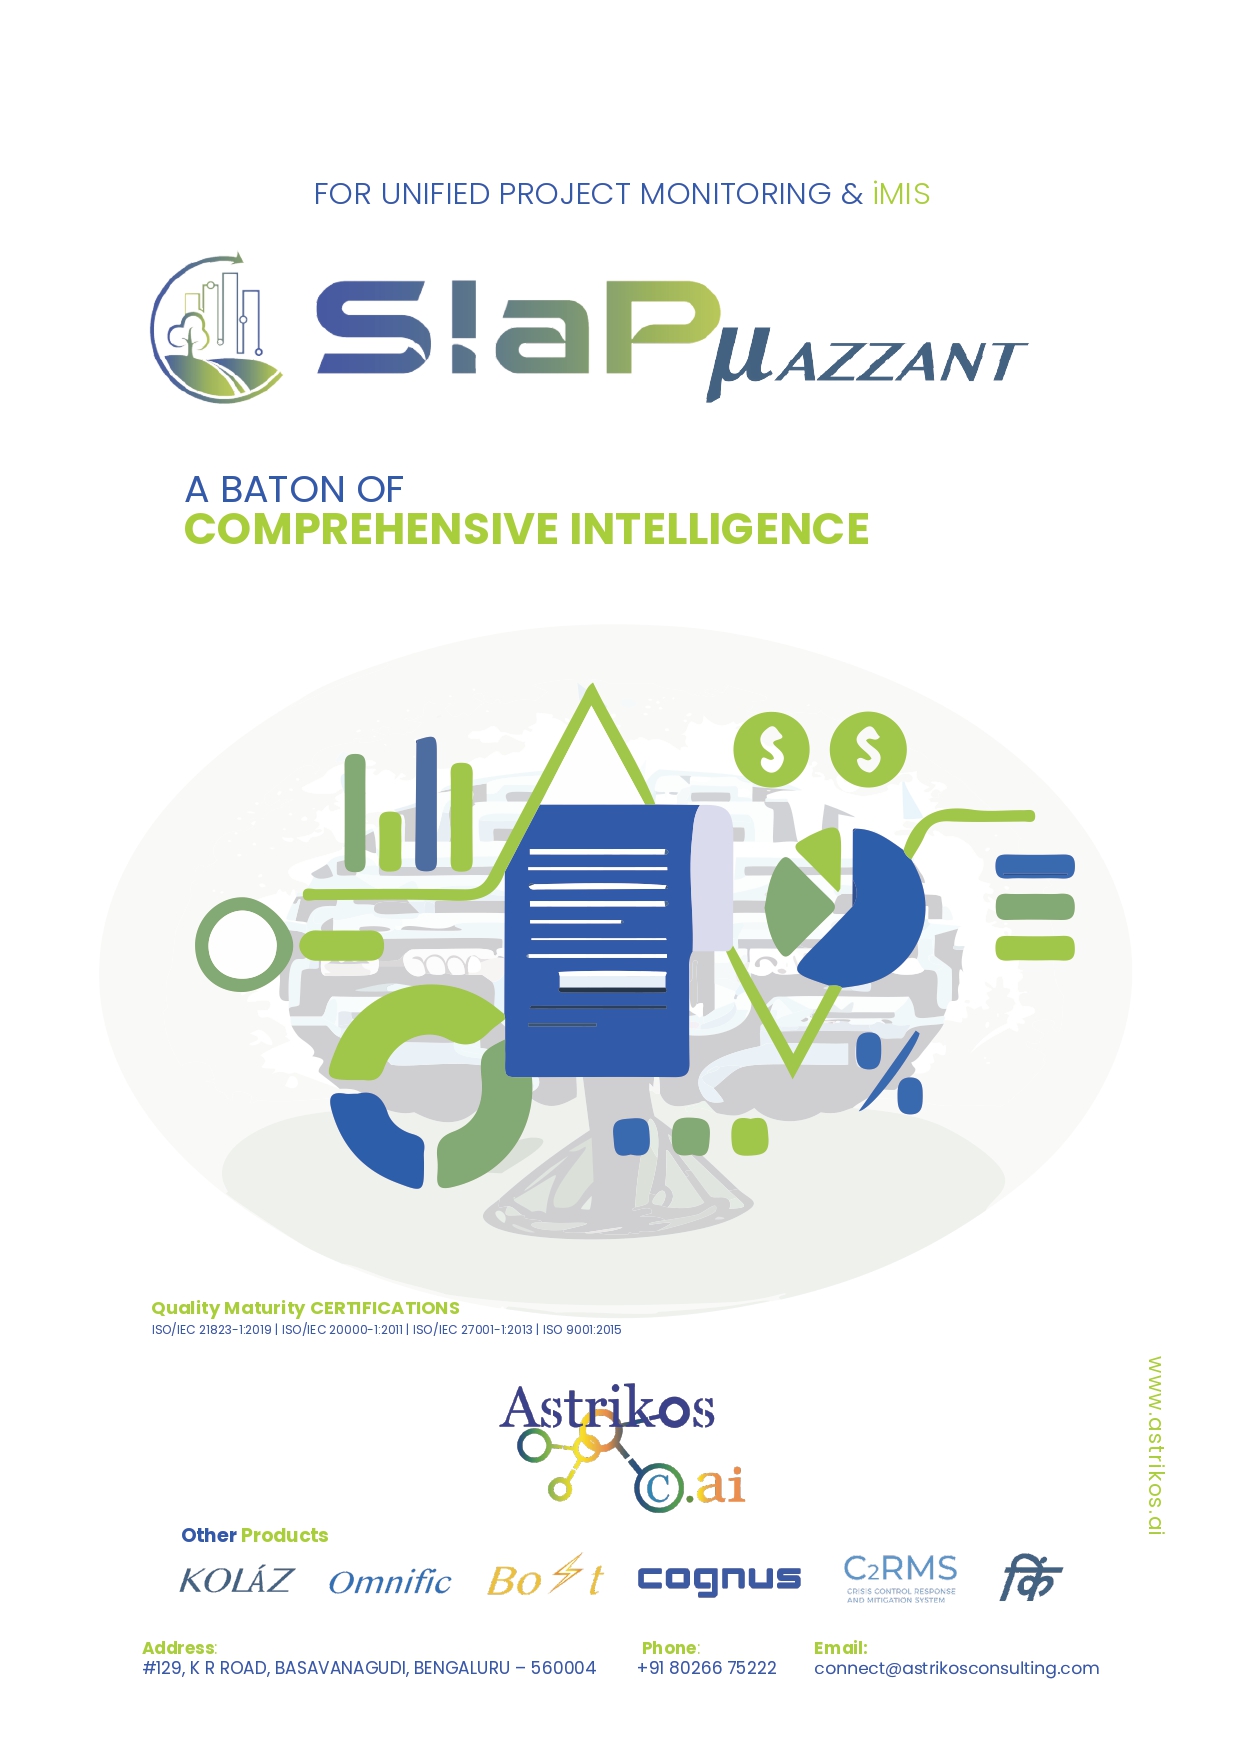 FOR UNIFIED PROJECT MONITORING & iMIS
S!aP µAZZANT
A BATON OF
COMPREHENSIVE INTELLIGENCE
$ $
%
Quality Maturity CERTIFICATIONS
ISO/IEC 21823-1:2019 | ISO/IEC 20000-1:2011 | ISO/IEC 27001-1:2013 | ISO 9001:2015
www.astrikos.ai
Astrikos
c.ai
Other Products
KOLÁZ Omnific Bo⚡t cognus C2RMS किं
CRISIS CONTROL RESPONSE
AND MITIGATION SYSTEM
Address: Phone: Email:
#129, K R ROAD, BASAVANAGUDI, BENGALURU – 560004 +91 80266 75222 connect@astrikosconsulting.com